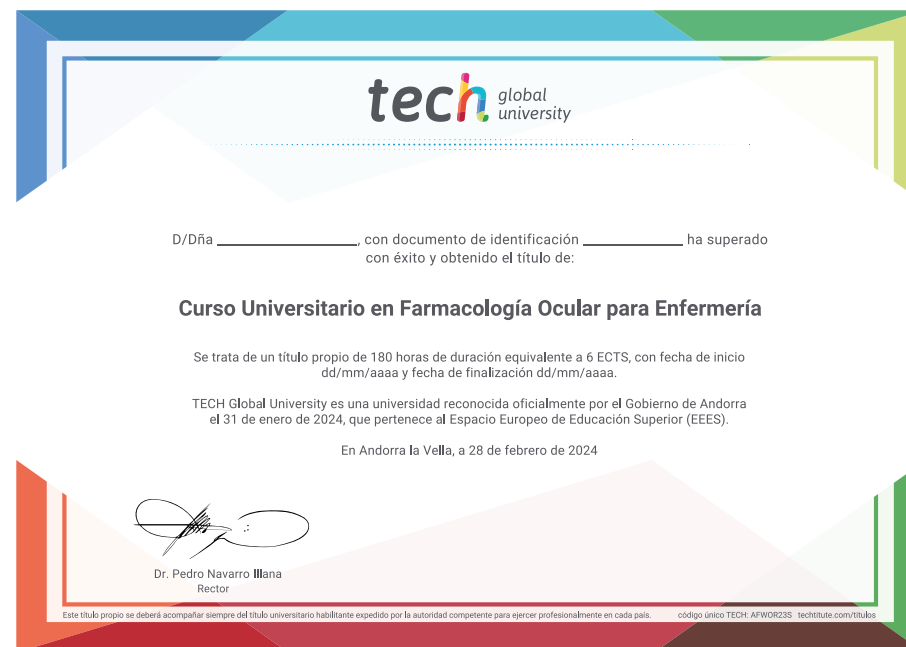 tech global university
D/Dña ____________________, con documento de identificación ______________ ha superado
con éxito y obtenido el título de:
Curso Universitario en Farmacología Ocular para Enfermería
Se trata de un título propio de 180 horas de duración equivalente a 6 ECTS, con fecha de inicio
dd/mm/aaaa y fecha de finalización dd/mm/aaaa.
TECH Global University es una universidad reconocida oficialmente por el Gobierno de Andorra
el 31 de enero de 2024, que pertenece al Espacio Europeo de Educación Superior (EEES).
En Andorra la Vella, a 28 de febrero de 2024
Dr. Pedro Navarro Illana
Rector
Este título propio se deberá acompañar siempre del título universitario habilitante expedido por la autoridad competente para ejercer profesionalmente en cada país. código único TECH: AFWOR23S techtitute.com/titulos